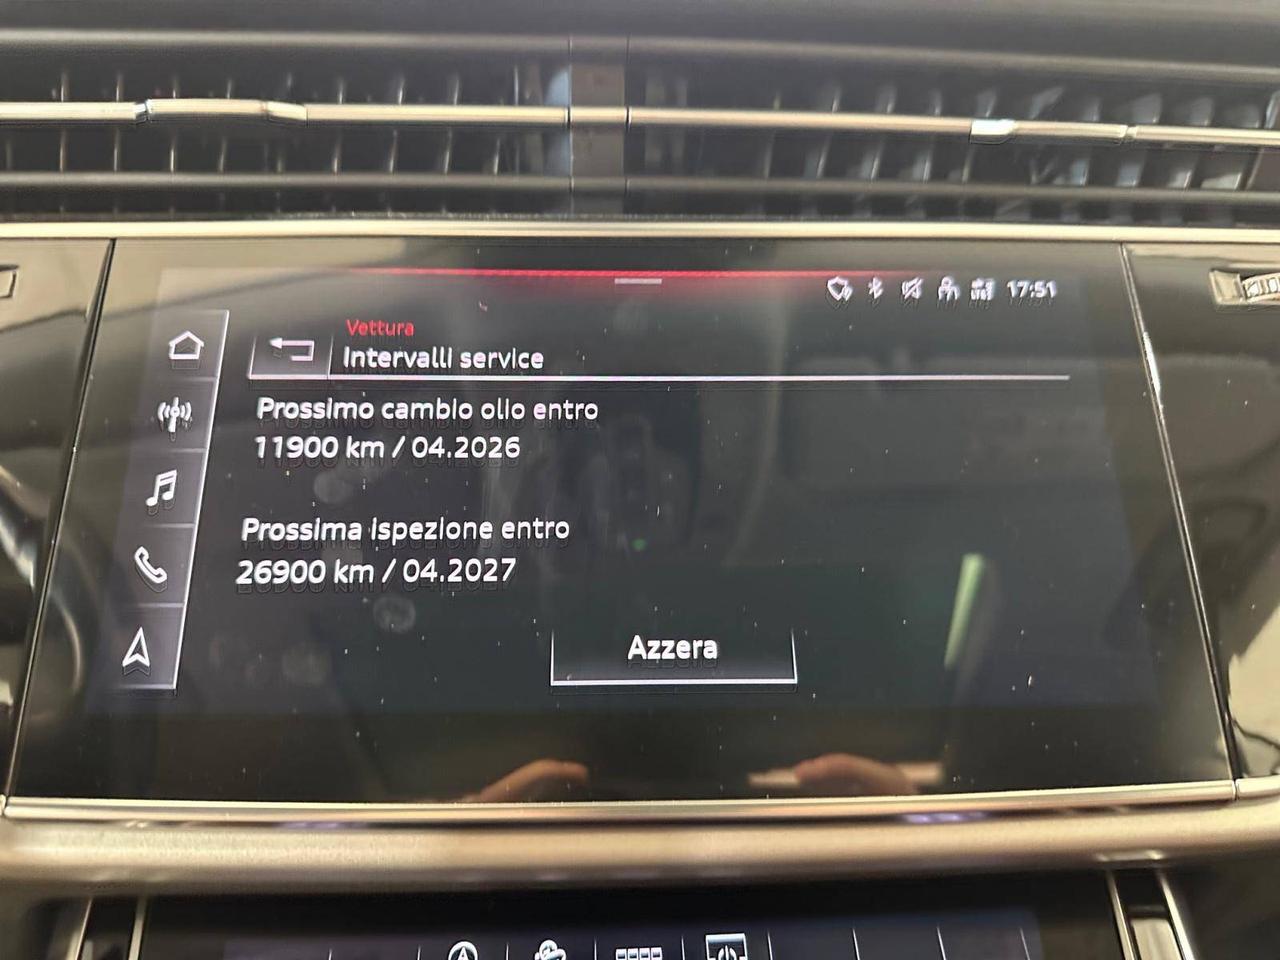 17:51
Vettura
Intervalli service
Prossimo cambio olio entro
11900 km / 04.2026
Prossima ispezione entro
26900 km / 04.2027
Azzera